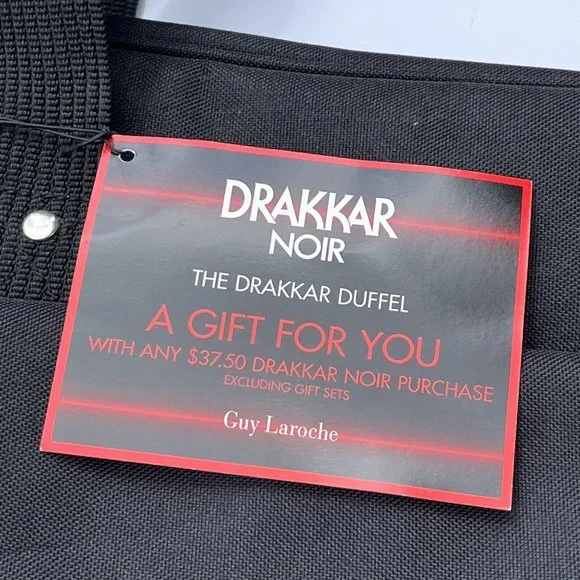 DRAKKAR
NOIR
THE DRAKKAR DUFFEL
A GIFT FOR YOU
WITH ANY $37.50 DRAKKAR NOIR PURCHASE
EXCLUDING GIFT SETS
Guy Laroche